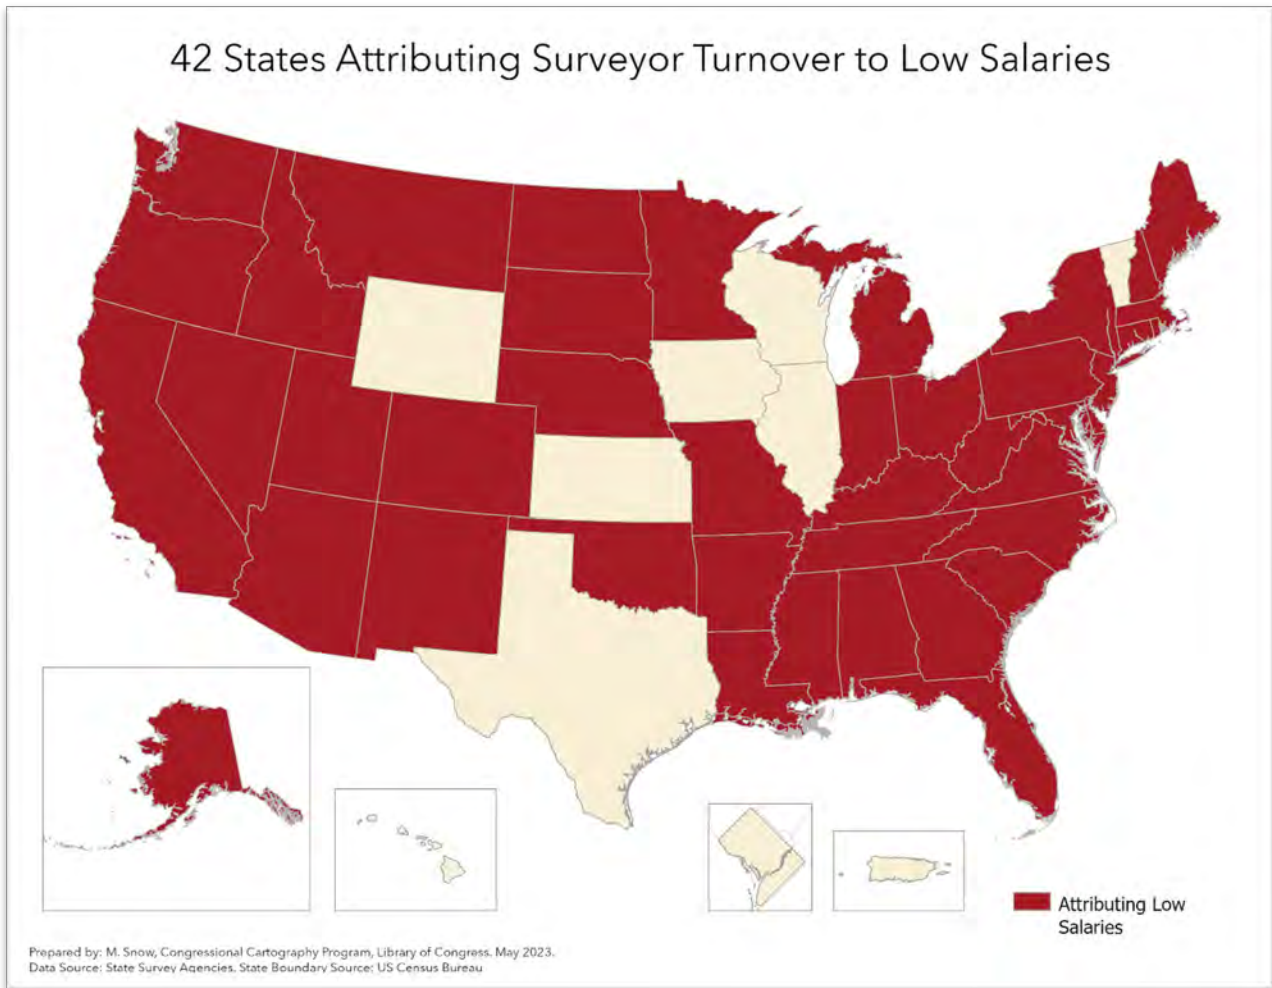 42 States Attributing Surveyor Turnover to Low Salaries
Attributing Low
Salaries
Prepared by: M. Snow, Congressional Cartography Program, Library of Congress. May 2023.
Data Source: State Survey Agencies. State Boundary Source: US Census Bureau